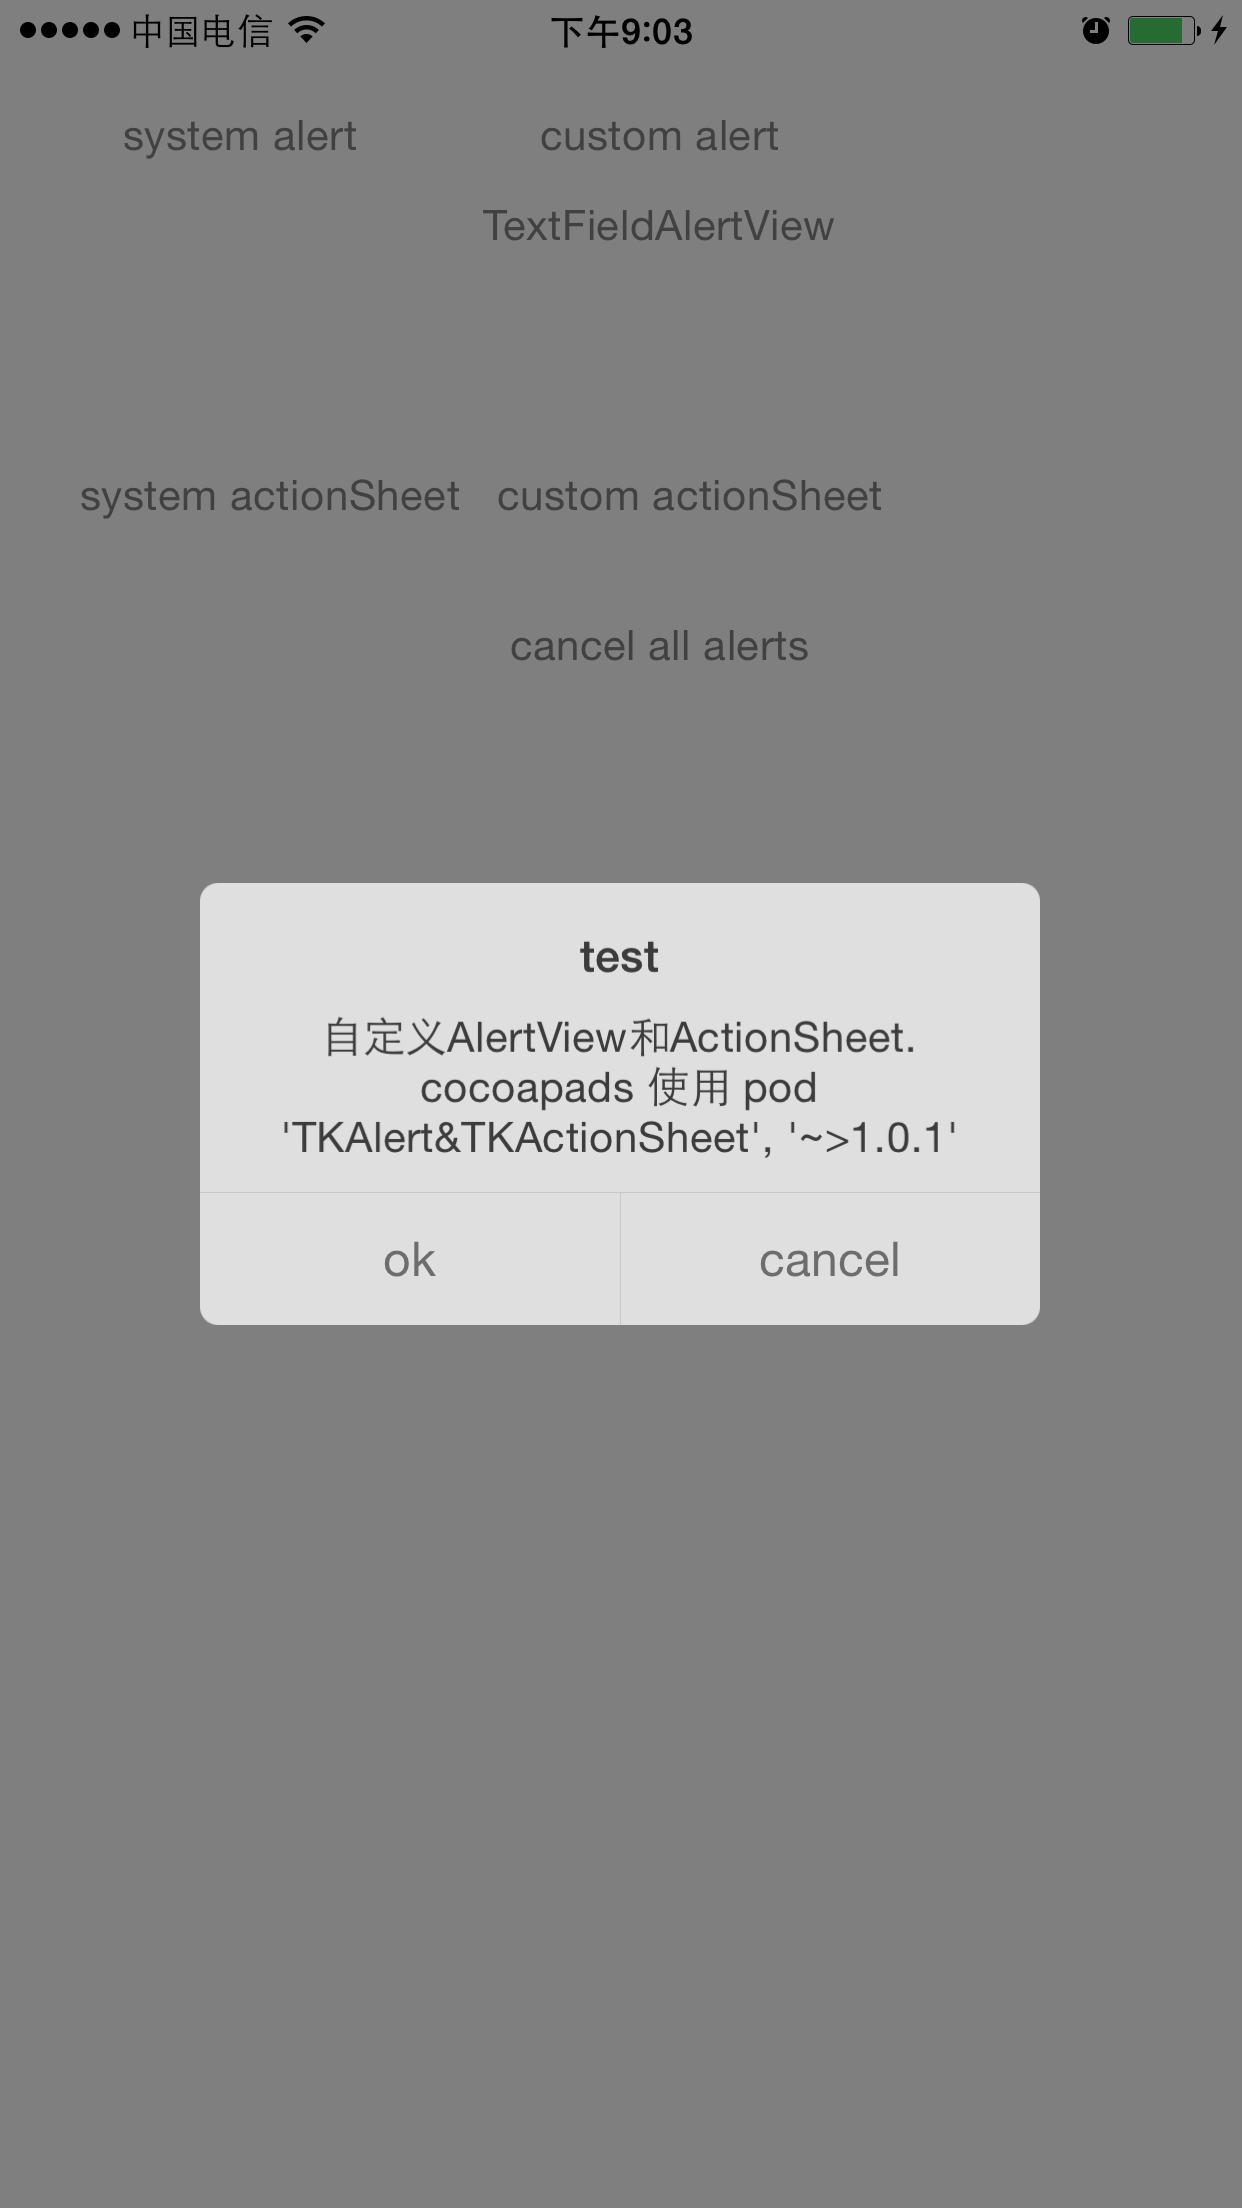 中国电信 下午9:03
system alert custom alert
TextFieldAlertView
system actionSheet custom actionSheet
cancel all alerts
test
自定义AlertView和ActionSheet.
cocoapads 使用 pod
'TKAlert&TKActionSheet', '~>1.0.1'
ok cancel